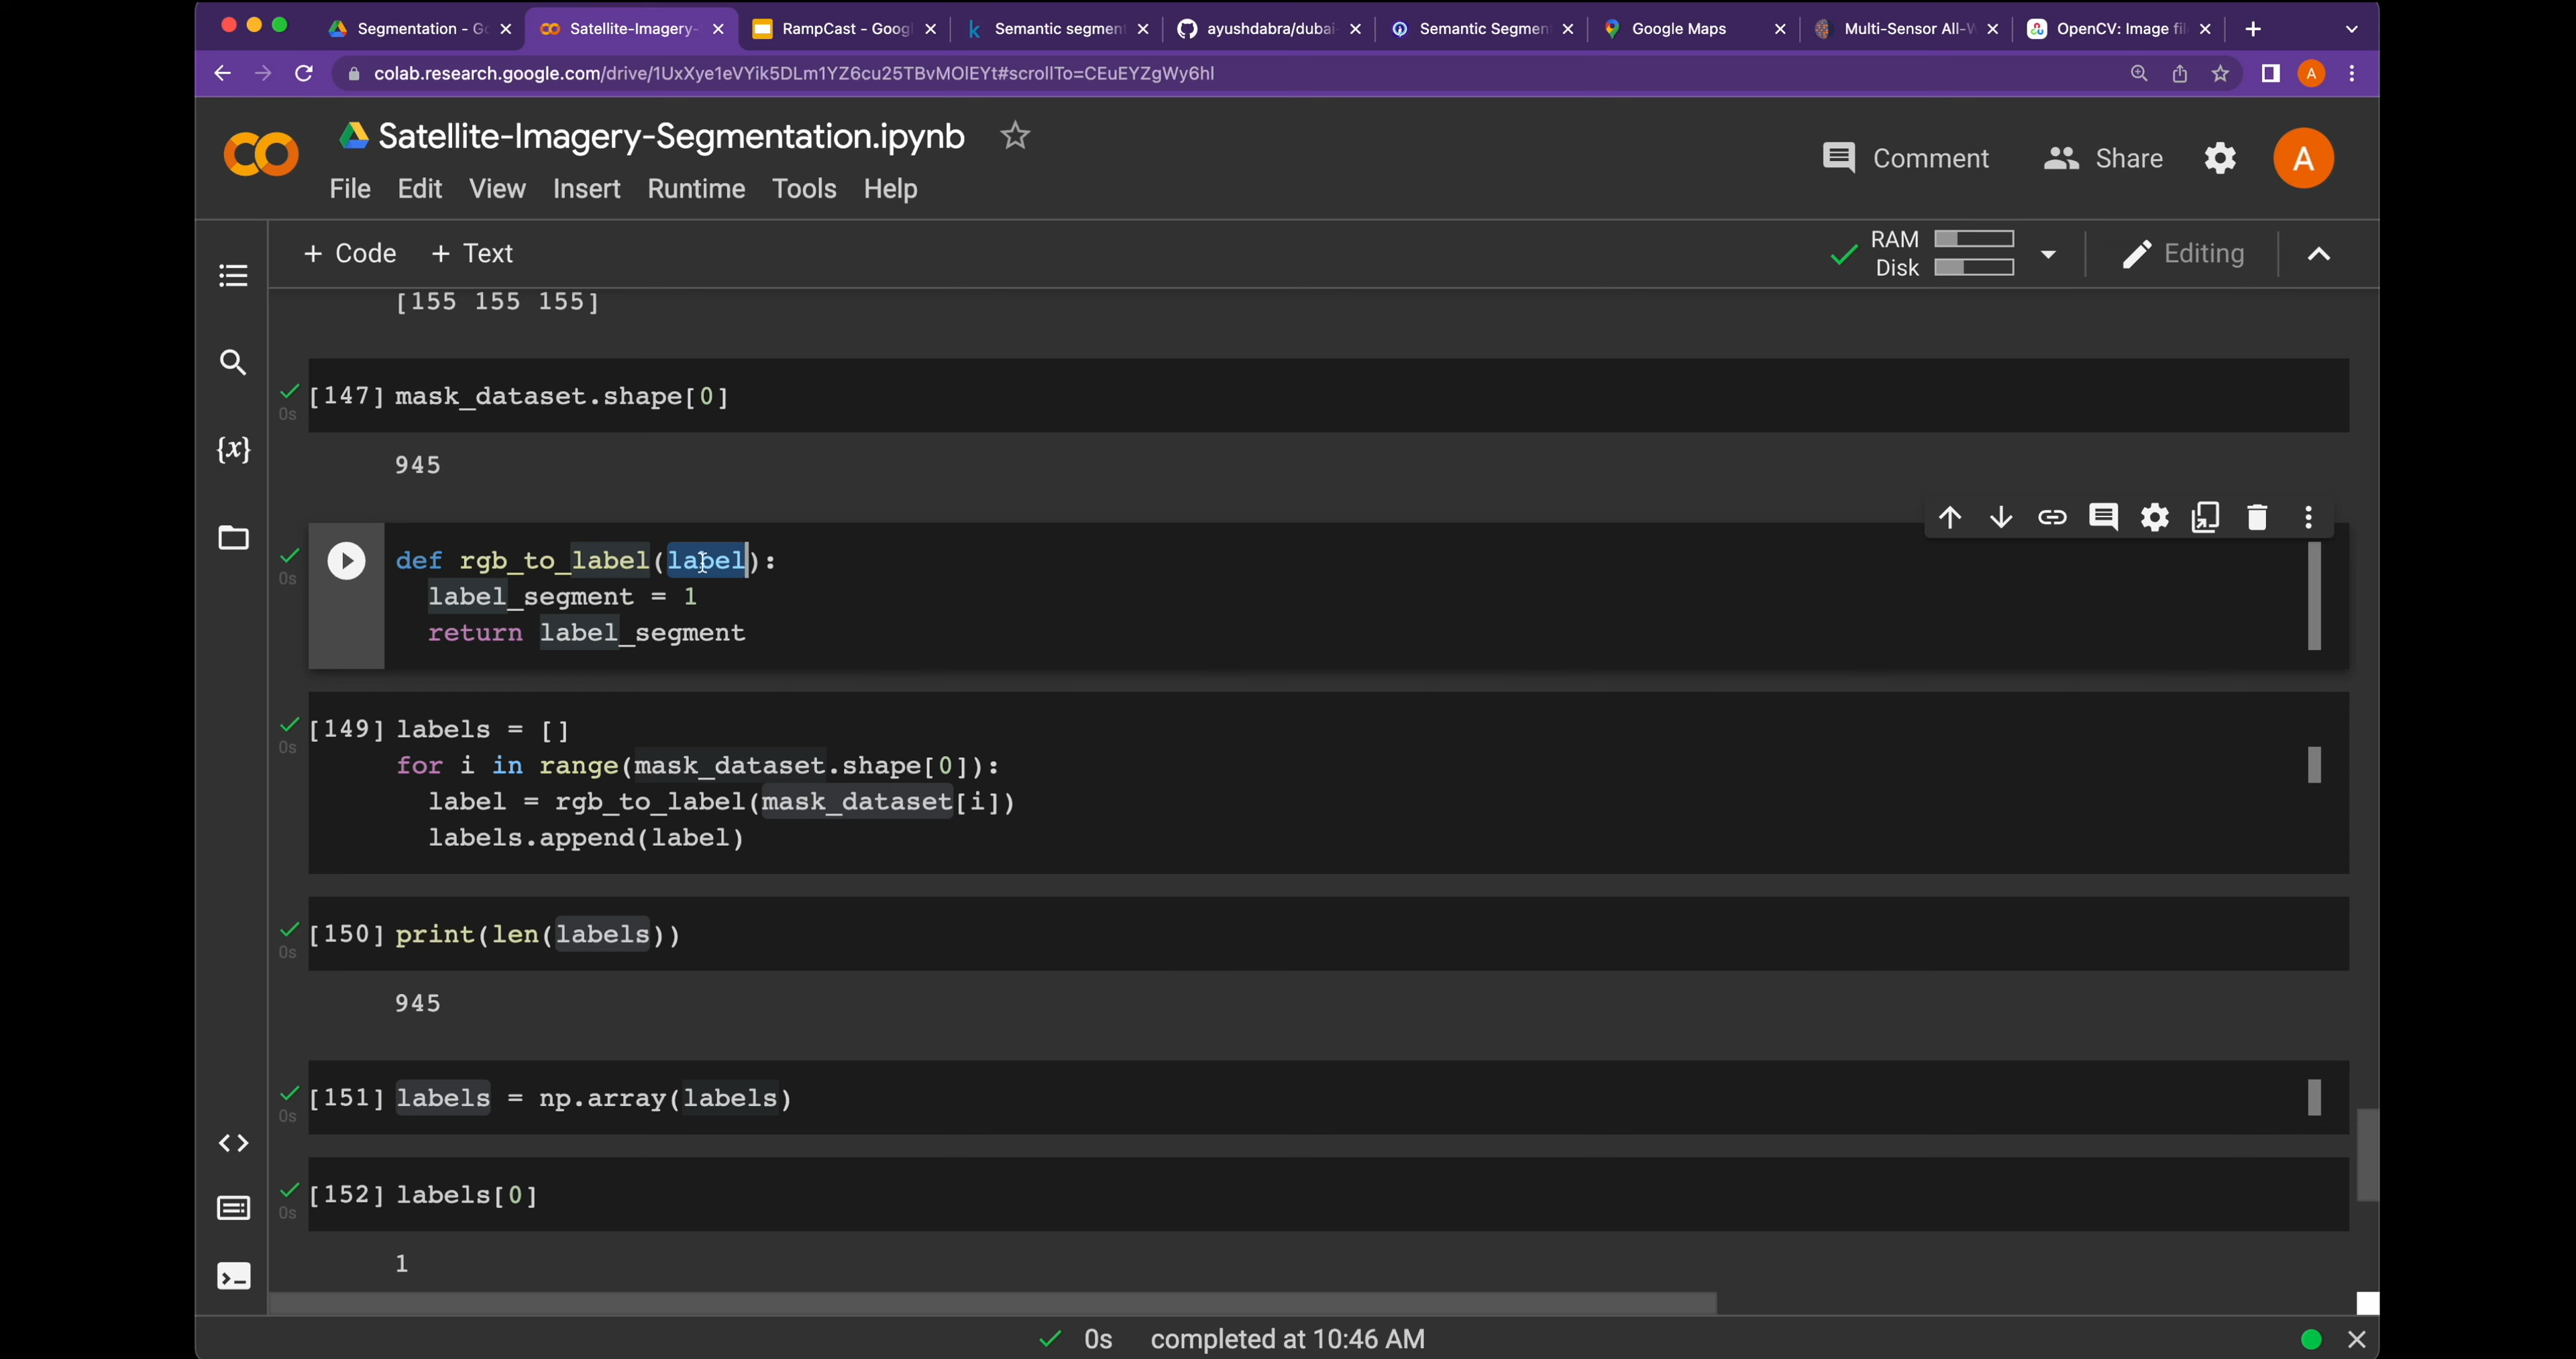 Segmentation - Go
Satellite-Imagery-
RampCast - Googl
Semantic segment
ayushdabra/dubai-
Semantic Segmen
Google Maps
Multi-Sensor All-W
OpenCV: Image fil
colab.research.google.com/drive/1UxXye1eVYik5DLm1YZ6cu25TBvMOlEYt#scrollTo=CEuEYZgWy6hl
A
Satellite-Imagery-Segmentation.ipynb
Comment
Share
A
File Edit View Insert Runtime Tools Help
+ Code + Text
RAM
Disk
Editing
[155 155 155]
[147] mask_dataset.shape[0]
0s
945
def rgb_to_label(label):
0s
label_segment = 1
return label_segment
[149] labels = []
0s
for i in range(mask_dataset.shape[0]):
label = rgb_to_label(mask_dataset[i])
labels.append(label)
[150] print(len(labels))
0s
945
[151] labels = np.array(labels)
0s
[152] labels[0]
0s
1
0s completed at 10:46 AM